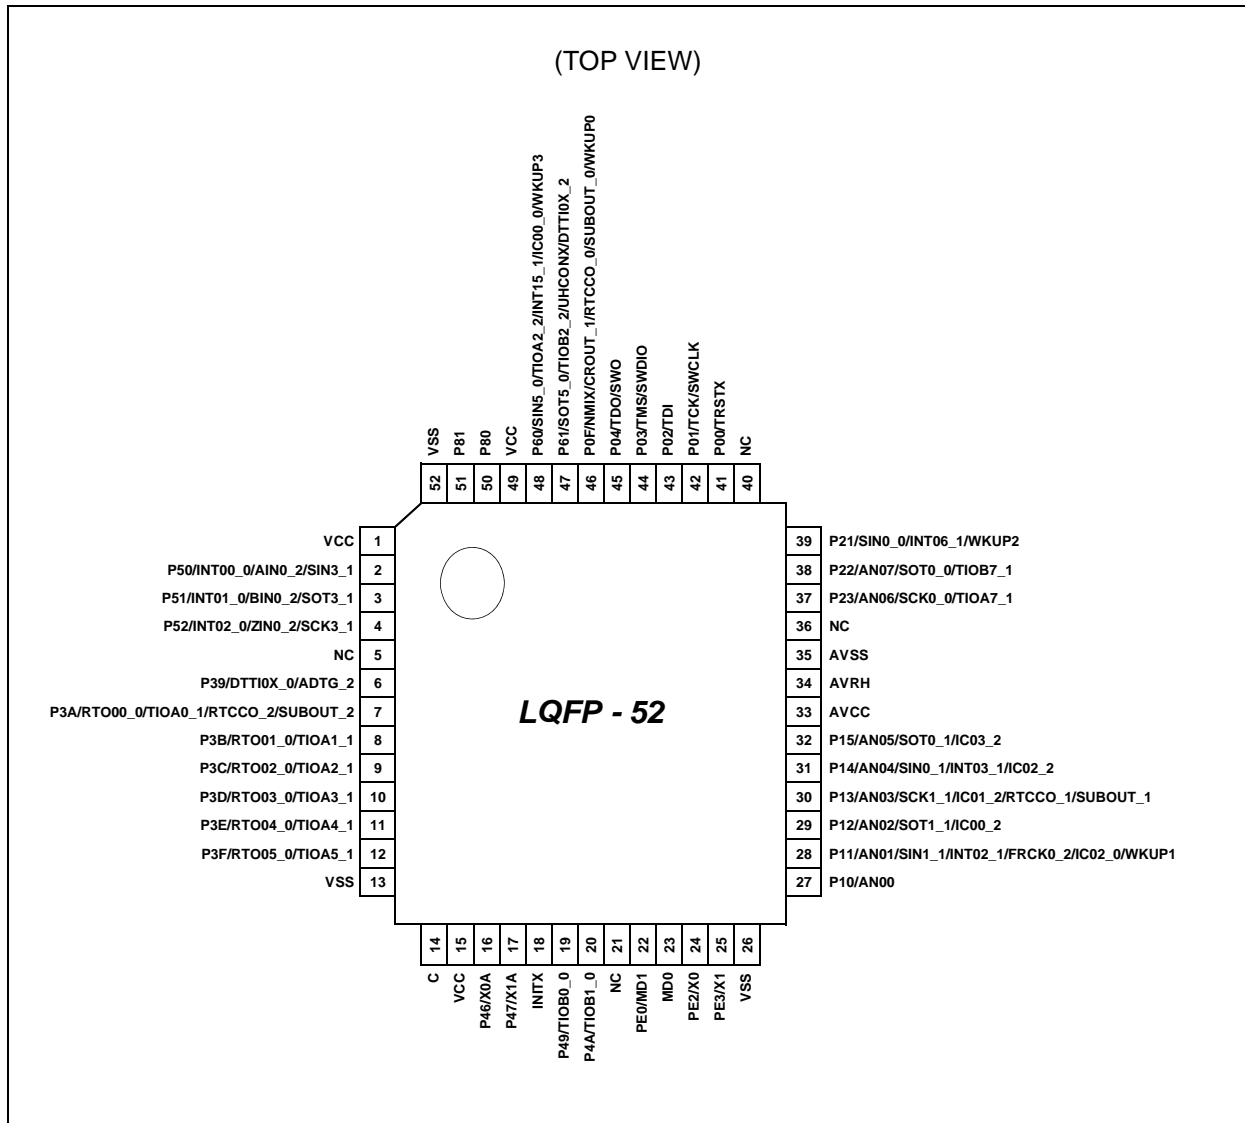 (TOP VIEW)
VSS
P81
P80
VCC
P60/SIN5_0/TIOA2_2/INT15_1/IC00_0/WKUP3
P61/SOT5_0/TIOB2_2/UHCONX/DTTI0X_2
P0F/NMIX/CROUT_1/RTCCO_0/SUBOUT_0/WKUP0
P04/TDO/SWO
P03/TMS/SWDIO
P02/TDI
P01/TCK/SWCLK
P00/TRSTX
NC
52
51
50
49
48
47
46
45
44
43
42
41
40
VCC 1
P50/INT00_0/AIN0_2/SIN3_1 2
P51/INT01_0/BIN0_2/SOT3_1 3
P52/INT02_0/ZIN0_2/SCK3_1 4
NC 5
P39/DTTI0X_0/ADTG_2 6
P3A/RTO00_0/TIOA0_1/RTCCO_2/SUBOUT_2 7
P3B/RTO01_0/TIOA1_1 8
P3C/RTO02_0/TIOA2_1 9
P3D/RTO03_0/TIOA3_1 10
P3E/RTO04_0/TIOA4_1 11
P3F/RTO05_0/TIOA5_1 12
VSS 13
LQFP - 52
39 P21/SIN0_0/INT06_1/WKUP2
38 P22/AN07/SOT0_0/TIOB7_1
37 P23/AN06/SCK0_0/TIOA7_1
36 NC
35 AVSS
34 AVRH
33 AVCC
32 P15/AN05/SOT0_1/IC03_2
31 P14/AN04/SIN0_1/INT03_1/IC02_2
30 P13/AN03/SCK1_1/IC01_2/RTCCO_1/SUBOUT_1
29 P12/AN02/SOT1_1/IC00_2
28 P11/AN01/SIN1_1/INT02_1/FRCK0_2/IC02_0/WKUP1
27 P10/AN00
14
15
16
17
18
19
20
21
22
23
24
25
26
C
VCC
P46/X0A
P47/X1A
INITX
P49/TIOB0_0
P4A/TIOB1_0
NC
PE0/MD1
MD0
PE2/X0
PE3/X1
VSS